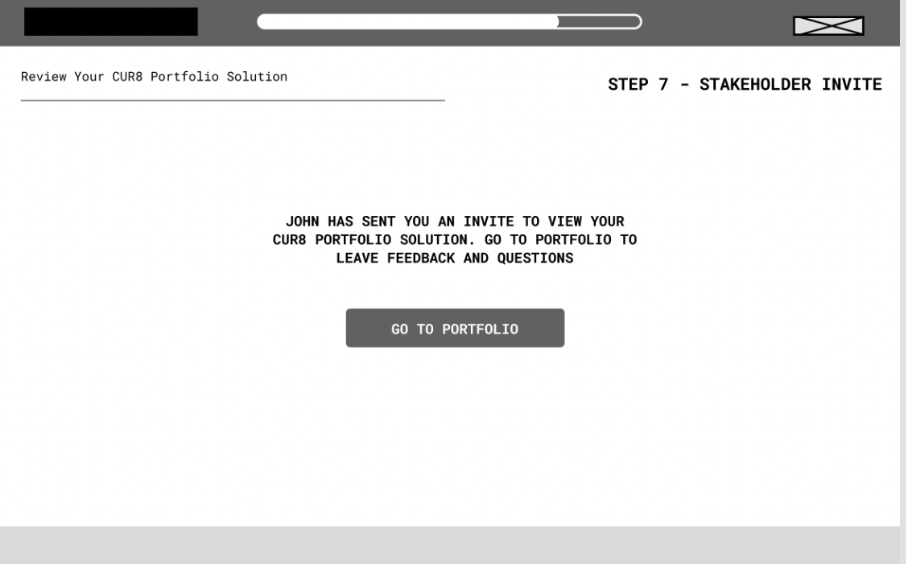 Review Your CUR8 Portfolio Solution
STEP 7 - STAKEHOLDER INVITE
JOHN HAS SENT YOU AN INVITE TO VIEW YOUR
CUR8 PORTFOLIO SOLUTION. GO TO PORTFOLIO TO
LEAVE FEEDBACK AND QUESTIONS
GO TO PORTFOLIO